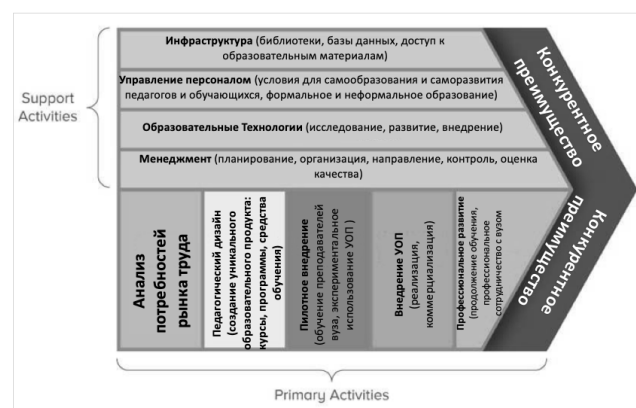 Инфраструктура (библиотеки, базы данных, доступ к
образовательным материалам)
Управление персоналом (условия для самообразования и саморазвития
педагогов и обучающихся, формальное и неформальное образование)
Образовательные Технологии (исследование, развитие, внедрение)
Менеджмент (планирование, организация, направление, контроль, оценка
качества)
Support
Activities
Конкурентное
преимущество
Анализ
потребностей
рынка труда
Педагогический дизайн
(создание уникального
образовательного продукта:
курсы, программы, средства
обучения)
Пилотное внедрение
(обучение преподавателей
вуза, экспериментальное
использование УОП )
Внедрение УОП
(реализация,
коммерциализация)
Профессиональное развитие
(продолжение обучения,
профессиональное
сотрудничество с вузом
Конкурентное
преимущество
Primary Activities